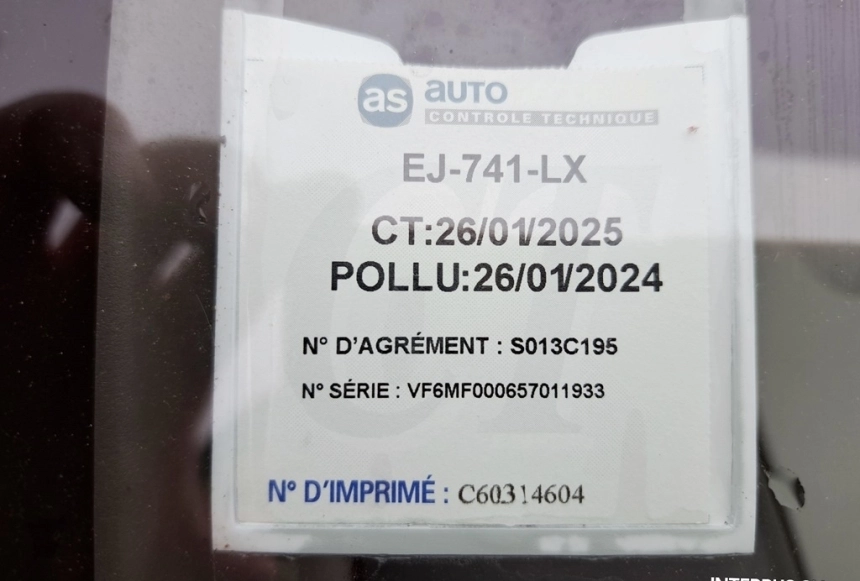 as AUTO
CONTROLE TECHNIQUE
EJ-741-LX
CT:26/01/2025
POLLU:26/01/2024
N° D'AGRÉMENT : S013C195
N° SÉRIE : VF6MF000657011933
N° D'IMPRIMÉ : C60314604